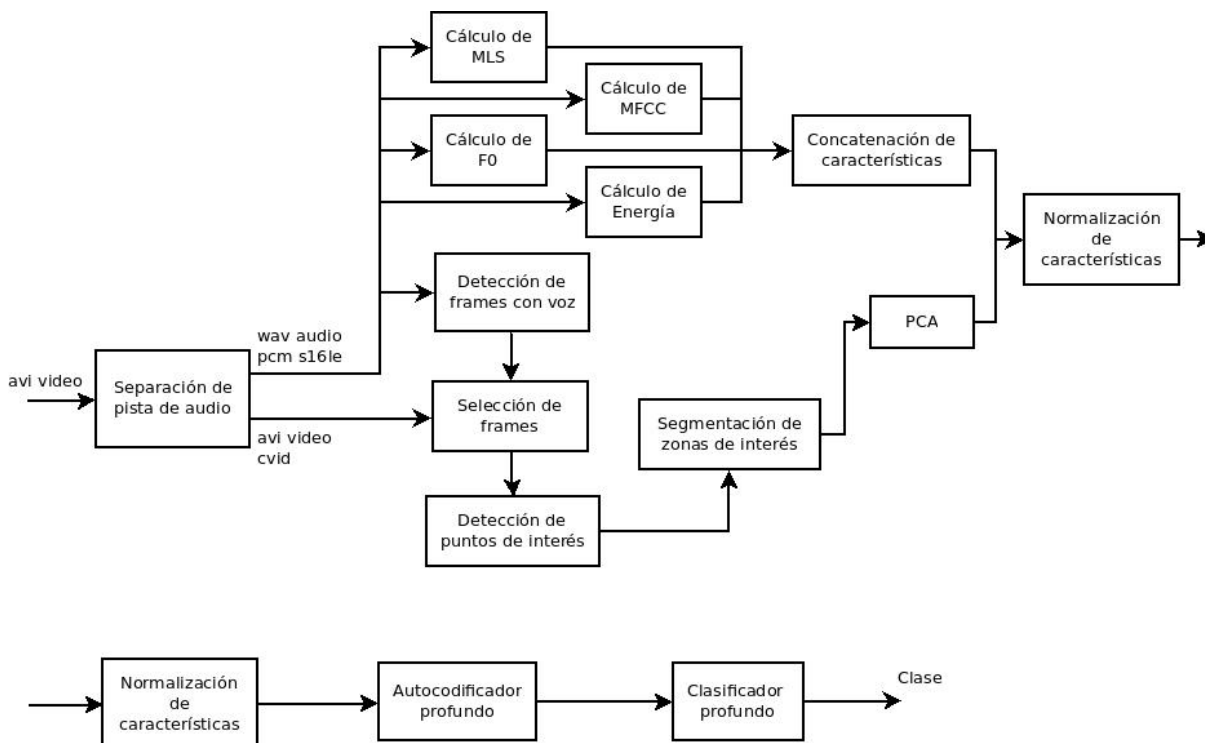 Cálculo de
MLS
Cálculo de
MFCC
Cálculo de
F0
Cálculo de
Energía
Concatenación de
características
Normalización
de
características
Detección de
frames con voz
PCA
wav audio
pcm s16le
avi video
Separación de
pista de audio
Selección de
frames
Segmentación de
zonas de interés
avi video
cvid
Detección de
puntos de interés
Normalización
de
características
Autocodificador
profundo
Clasificador
profundo
Clase